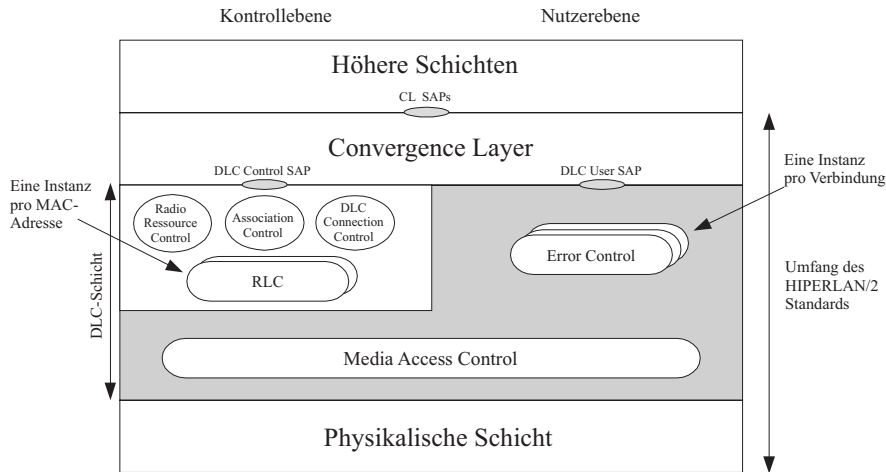 Kontrollebene
Nutzerebene
Höhere Schichten
CL SAPs
Convergence Layer
DLC Control SAP
DLC User SAP
Eine Instanz
pro MAC-
Adresse
Eine Instanz
pro Verbindung
Radio
Ressource
Control
Association
Control
DLC
Connection
Control
RLC
Error Control
DLC-Schicht
Umfang des
HIPERLAN/2
Standards
Media Access Control
Physikalische Schicht